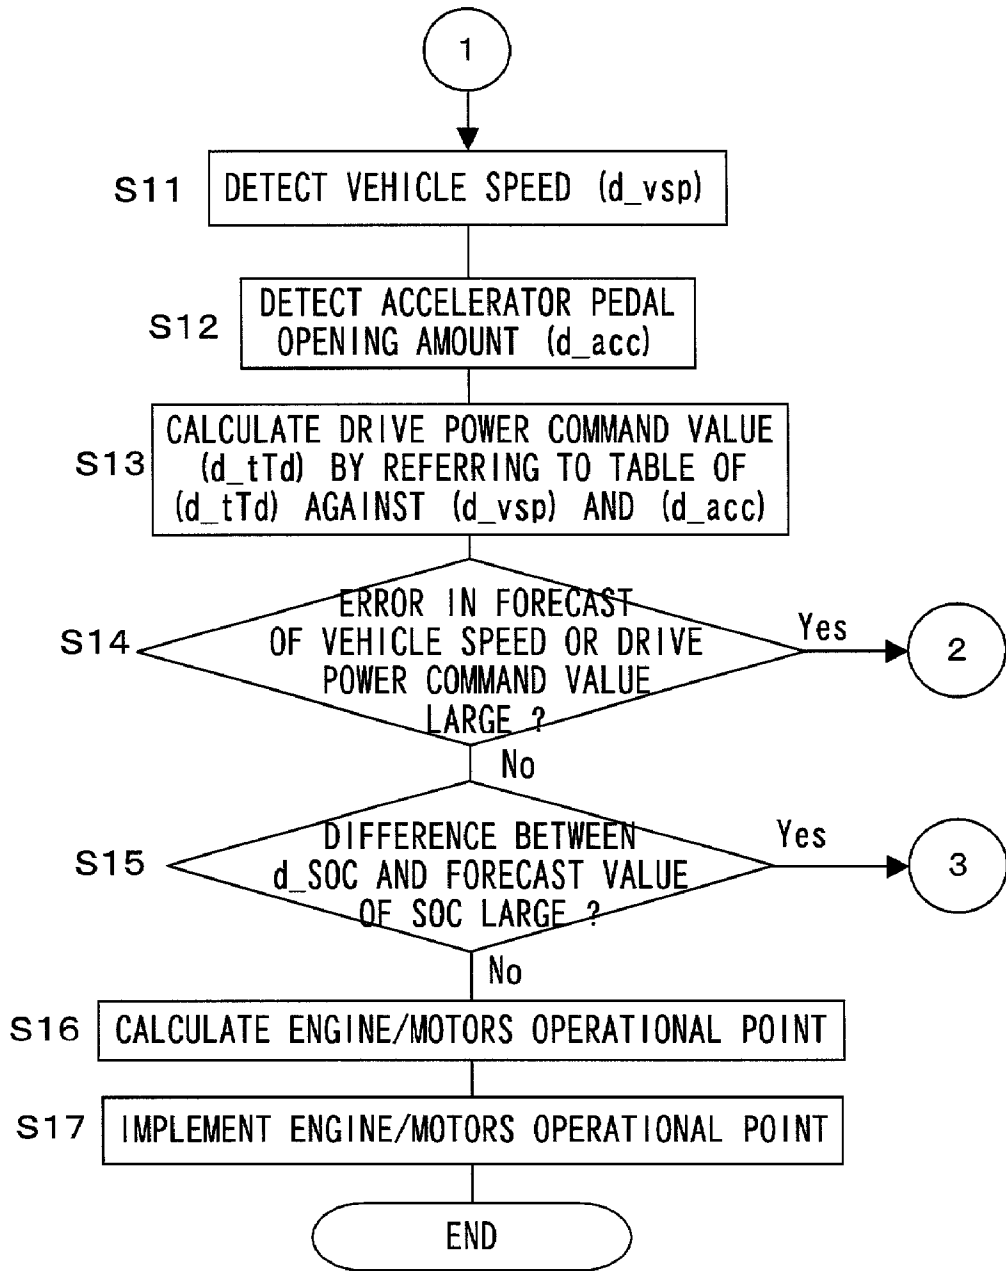 1
S11
DETECT VEHICLE SPEED (d_vsp)
S12
DETECT ACCELERATOR PEDAL
OPENING AMOUNT (d_acc)
S13
CALCULATE DRIVE POWER COMMAND VALUE
(d_tTd) BY REFERRING TO TABLE OF
(d_tTd) AGAINST (d_vsp) AND (d_acc)
S14
ERROR IN FORECAST
OF VEHICLE SPEED OR DRIVE
POWER COMMAND VALUE
LARGE ?
Yes
2
No
S15
DIFFERENCE BETWEEN
d_SOC AND FORECAST VALUE
OF SOC LARGE ?
Yes
3
No
S16
CALCULATE ENGINE/MOTORS OPERATIONAL POINT
S17
IMPLEMENT ENGINE/MOTORS OPERATIONAL POINT
END